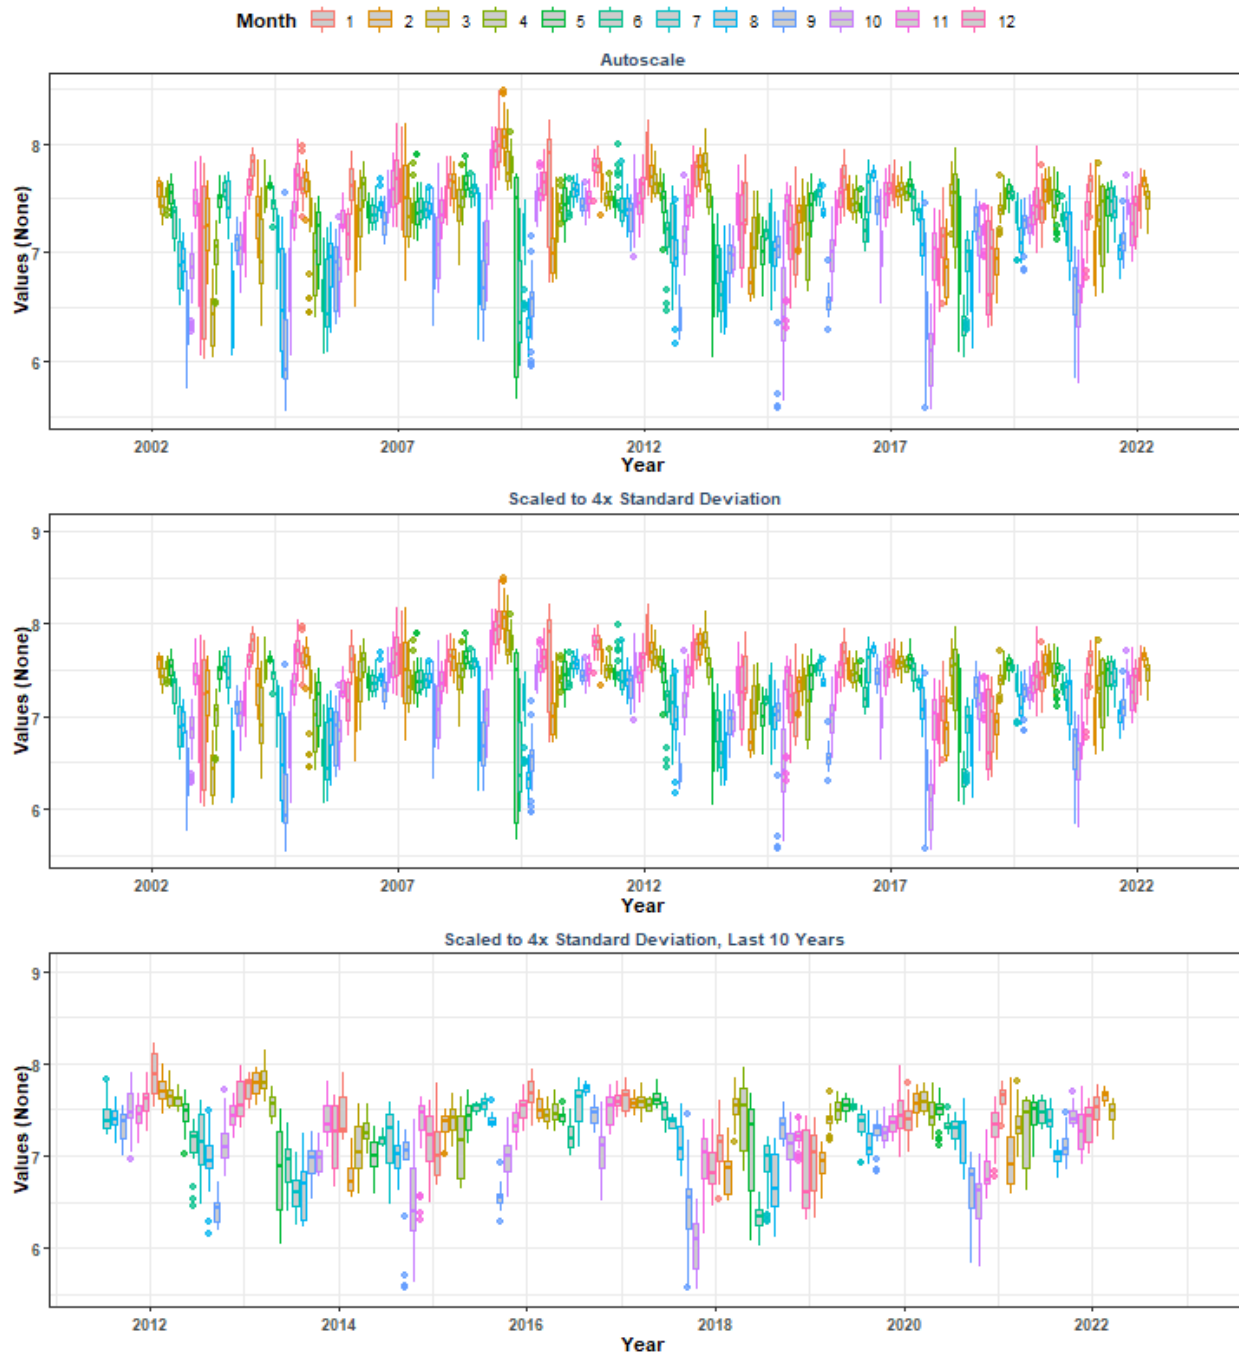 Month 1 2 3 4 5 6 7 8 9 10 11 12
Autoscale
Values (None)
8
7
6
2002 2007 2012 2017 2022
Year
Scaled to 4x Standard Deviation
Values (None)
9
8
7
6
2002 2007 2012 2017 2022
Year
Scaled to 4x Standard Deviation, Last 10 Years
Values (None)
9
8
7
6
2012 2014 2016 2018 2020 2022
Year